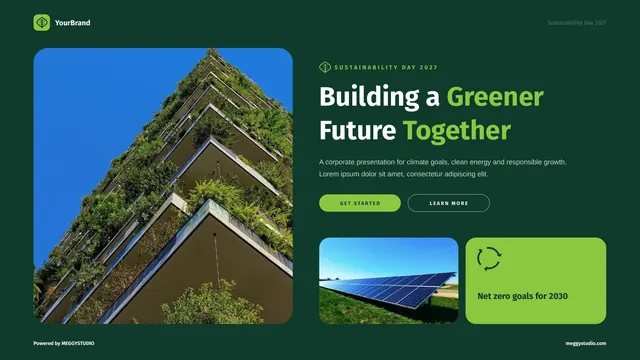 YourBrand
Sustainability Day 2027
SUSTAINABILITY DAY 2027
Building a Greener
Future Together
A corporate presentation for climate goals, clean energy and responsible growth.
Lorem ipsum dolor sit amet, consectetur adipiscing elit.
GET STARTED
LEARN MORE
Net zero goals for 2030
Powered by MEGGYSTUDIO
meggystudio.com